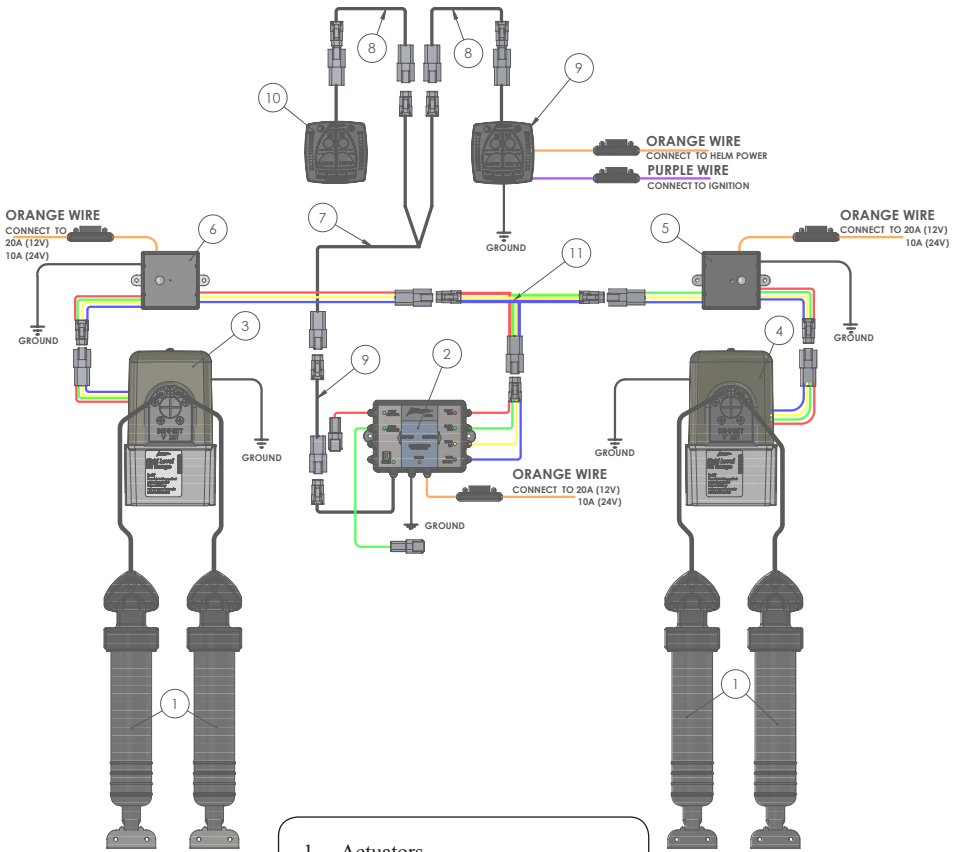 8
8
9
10
ORANGE WIRE
CONNECT TO HELM POWER
PURPLE WIRE
CONNECT TO IGNITION
ORANGE WIRE
CONNECT TO
20A (12V)
10A (24V)
6
7
GROUND
5
ORANGE WIRE
CONNECT TO 20A (12V)
10A (24V)
11
GROUND
GROUND
3
9
2
4
GROUND
GROUND
ORANGE WIRE
CONNECT TO 20A (12V)
10A (24V)
GROUND
1
1
1. Actuators